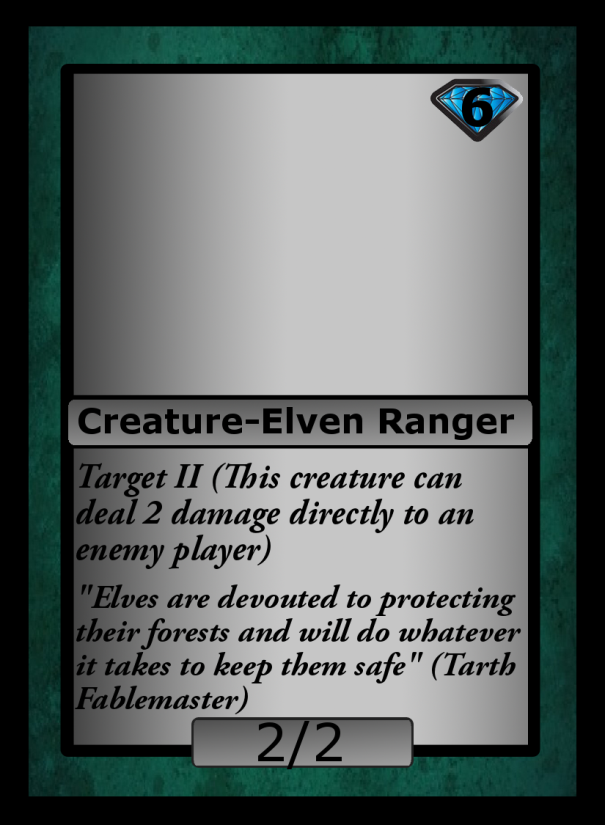 6
Creature-Elven Ranger
Target II (This creature can
deal 2 damage directly to an
enemy player)
"Elves are devouted to protecting
their forests and will do whatever
it takes to keep them safe" (Tarth
Fablemaster)
2/2